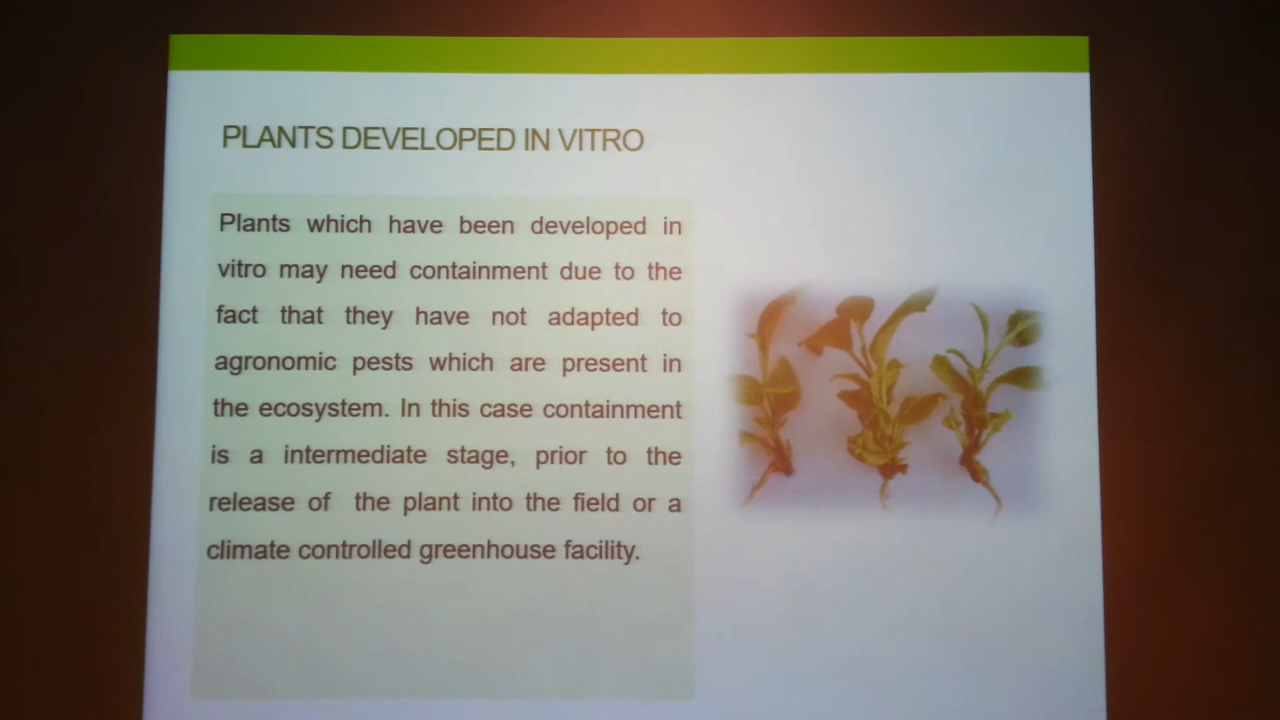 PLANTS DEVELOPED IN VITRO
Plants which have been developed in
vitro may need containment due to the
fact that they have not adapted to
agronomic pests which are present in
the ecosystem. In this case containment
is a intermediate stage, prior to the
release of the plant into the field or a
climate controlled greenhouse facility.